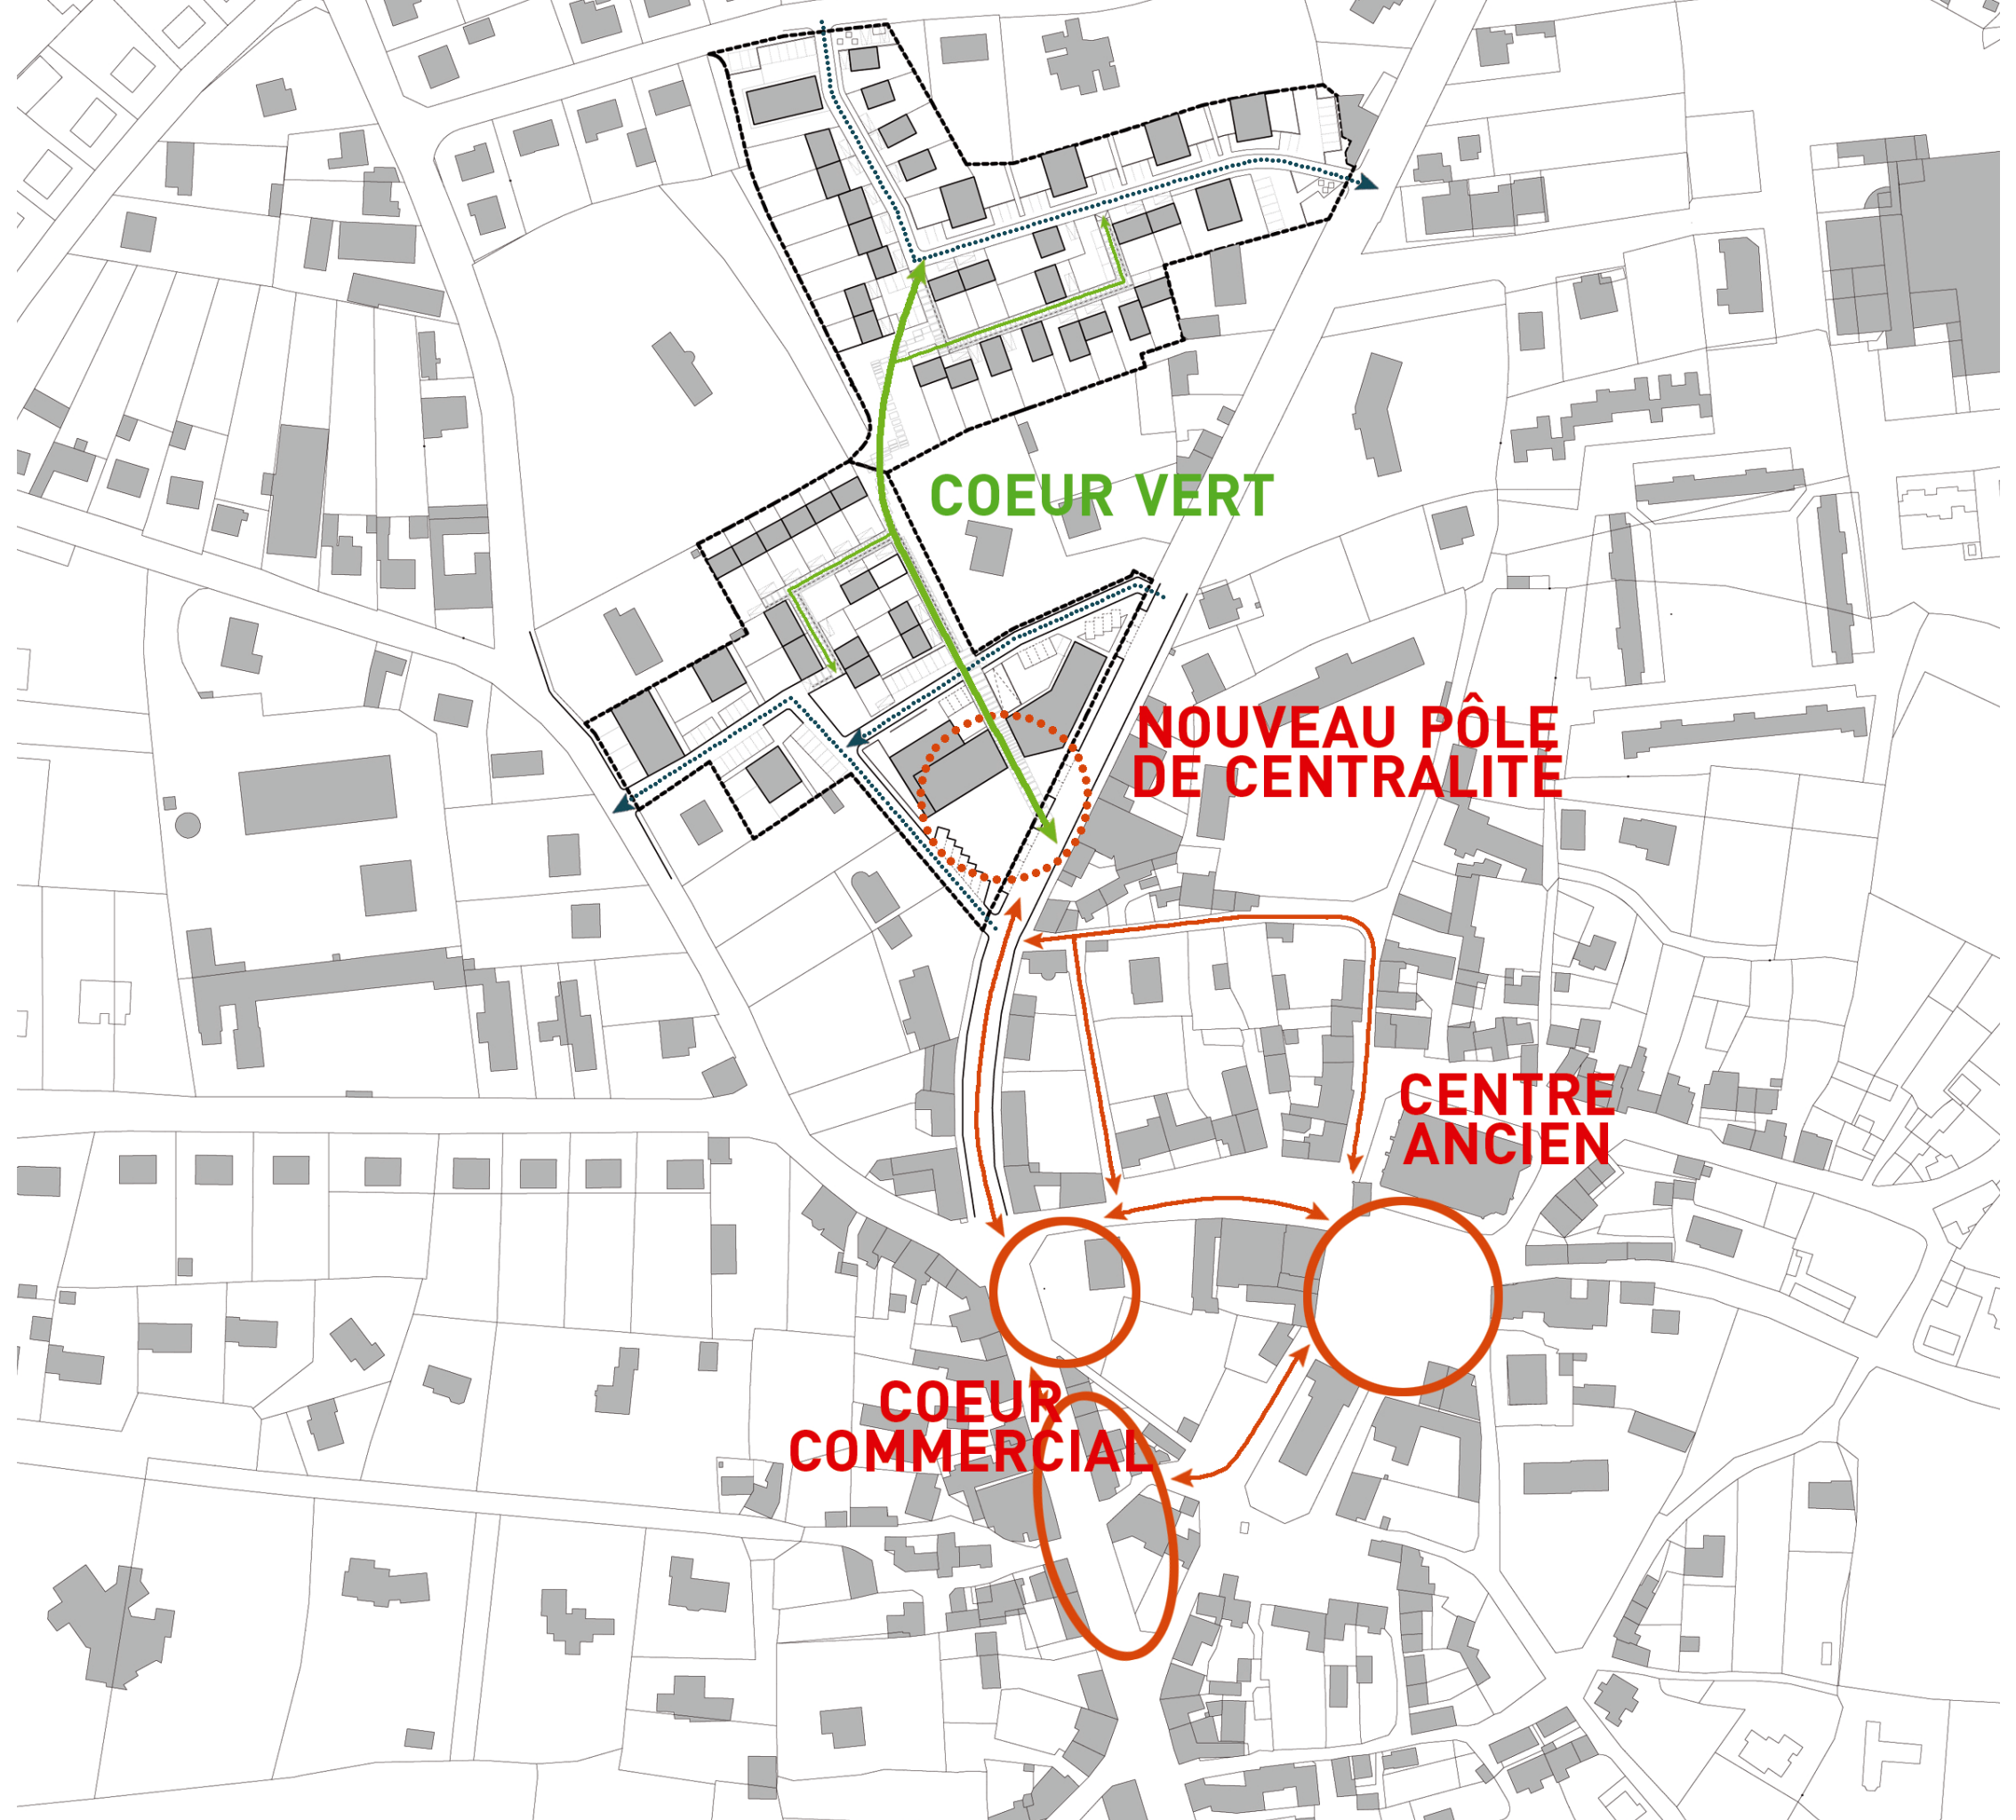 COEUR VERT
NOUVEAU PÔLE
DE CENTRALITÉ
CENTRE
ANCIEN
COEUR
COMMERCIAL